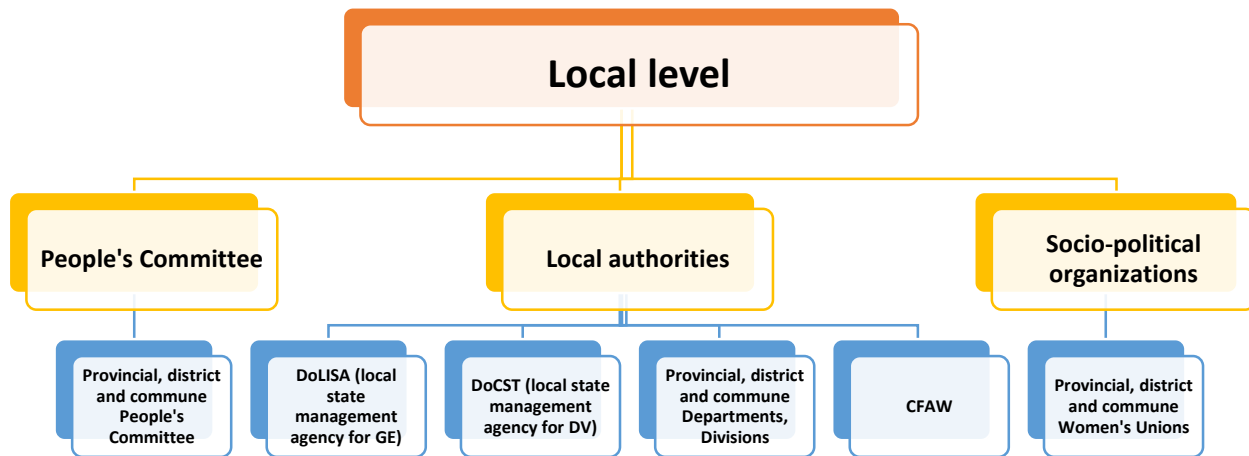 Local level
People's Committee
Local authorities
Socio-political
organizations
Provincial, district
and commune
People's
Committee
DoLISA (local
state
management
agency for GE)
DoCST (local state
management
agency for DV)
Provincial, district
and commune
Departments,
Divisions
CFAW
Provincial, district
and commune
Women's Unions